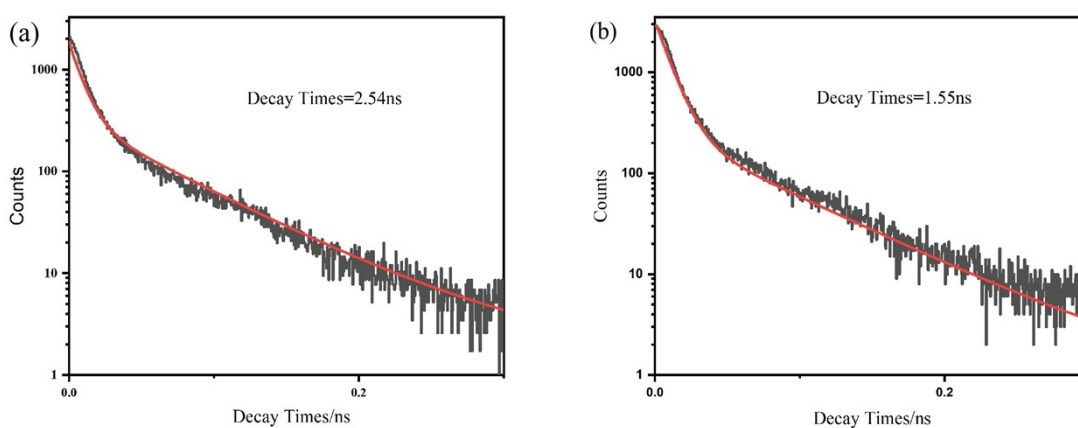 (a)
Decay Times=2.54ns
Counts
1000
100
10
1
0.0
0.2
Decay Times/ns
(b)
Decay Times=1.55ns
Counts
1000
100
10
1
0.0
0.2
Decay Times/ns